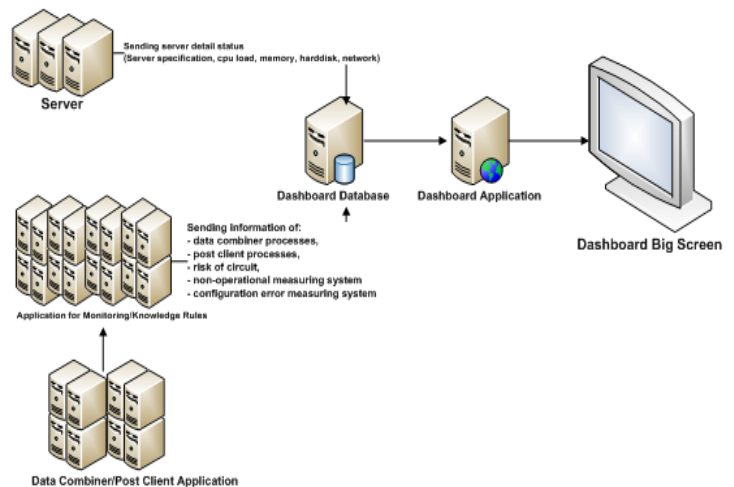 Sending server detail status
(Server specification, cpu load, memory, harddisk, network)
Server
Dashboard Database
Dashboard Application
Dashboard Big Screen
Sending Information of:
- data combiner processes,
- post client processes,
- risk of circuit,
- non-operational measuring system
- configuration error measuring system
Application for Monitoring/Knowledge Rules
Data Combiner/Post Client Application